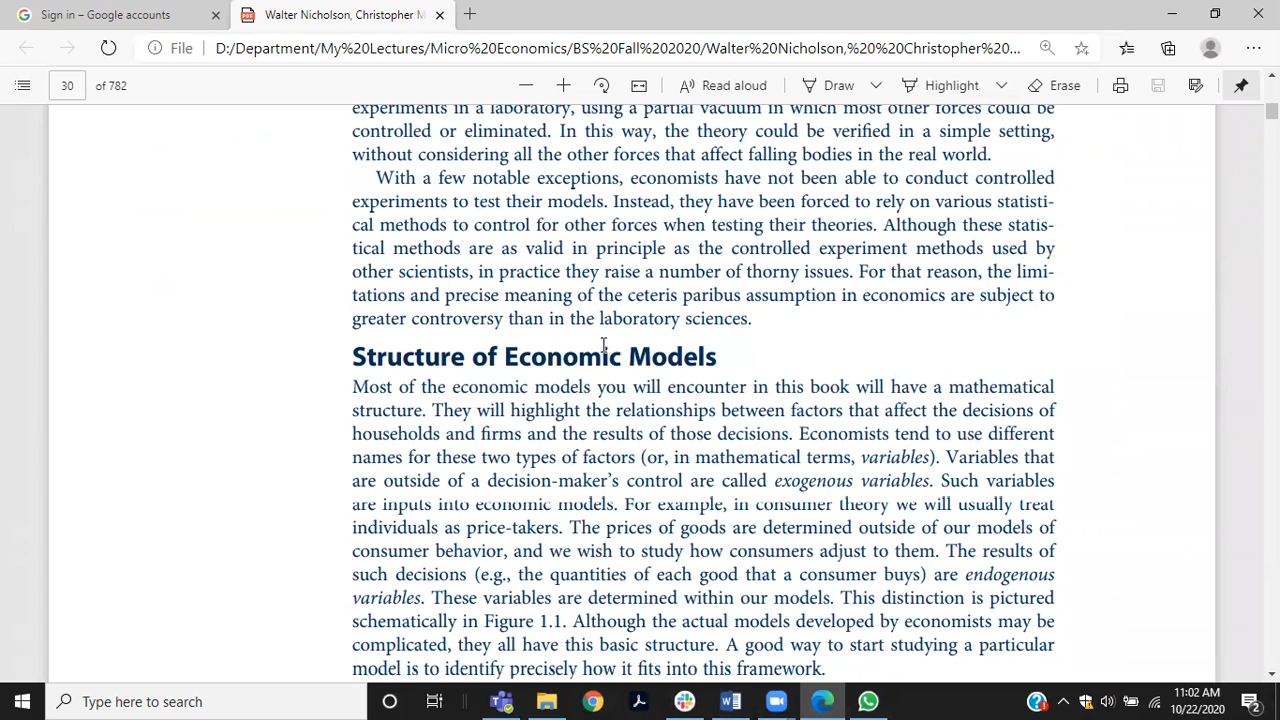 Sign in – Google accounts
Walter Nicholson, Christopher M
File
D:/Department/My%20Lectures/Micro%20Economics/BS%20Fall%202020/Walter%20Nicholson,%20%20Christopher%20...
30 of 782
Read aloud
Draw
Highlight
Erase
experiments in a laboratory, using a partial vacuum in which most other forces could be
controlled or eliminated. In this way, the theory could be verified in a simple setting,
without considering all the other forces that affect falling bodies in the real world.
With a few notable exceptions, economists have not been able to conduct controlled
experiments to test their models. Instead, they have been forced to rely on various statisti-
cal methods to control for other forces when testing their theories. Although these statis-
tical methods are as valid in principle as the controlled experiment methods used by
other scientists, in practice they raise a number of thorny issues. For that reason, the limi-
tations and precise meaning of the ceteris paribus assumption in economics are subject to
greater controversy than in the laboratory sciences.
Structure of Economic Models
Most of the economic models you will encounter in this book will have a mathematical
structure. They will highlight the relationships between factors that affect the decisions of
households and firms and the results of those decisions. Economists tend to use different
names for these two types of factors (or, in mathematical terms, variables). Variables that
are outside of a decision-maker's control are called exogenous variables. Such variables
are inputs into economic models. For example, in consumer theory we will usually treat
individuals as price-takers. The prices of goods are determined outside of our models of
consumer behavior, and we wish to study how consumers adjust to them. The results of
such decisions (e.g., the quantities of each good that a consumer buys) are endogenous
variables. These variables are determined within our models. This distinction is pictured
schematically in Figure 1.1. Although the actual models developed by economists may be
complicated, they all have this basic structure. A good way to start studying a particular
model is to identify precisely how it fits into this framework.
Type here to search
11:02 AM
10/22/2020
2